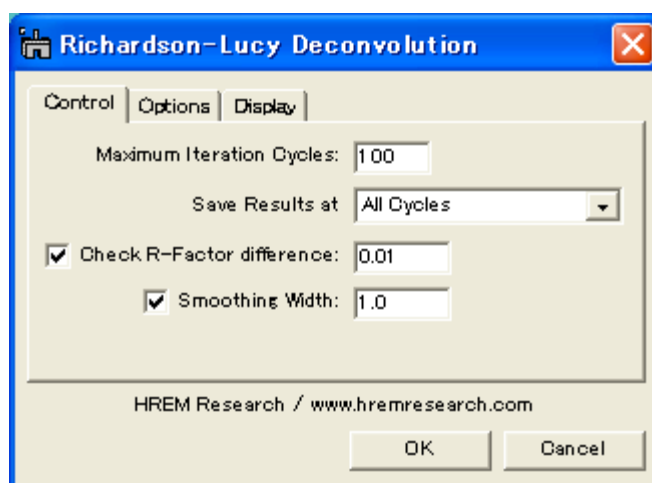 Richardson-Lucy Deconvolution
Control Options Display
Maximum Iteration Cycles: 100
Save Results at All Cycles
Check R-Factor difference: 0.01
Smoothing Width: 1.0
HREM Research / www.hremresearch.com
OK Cancel